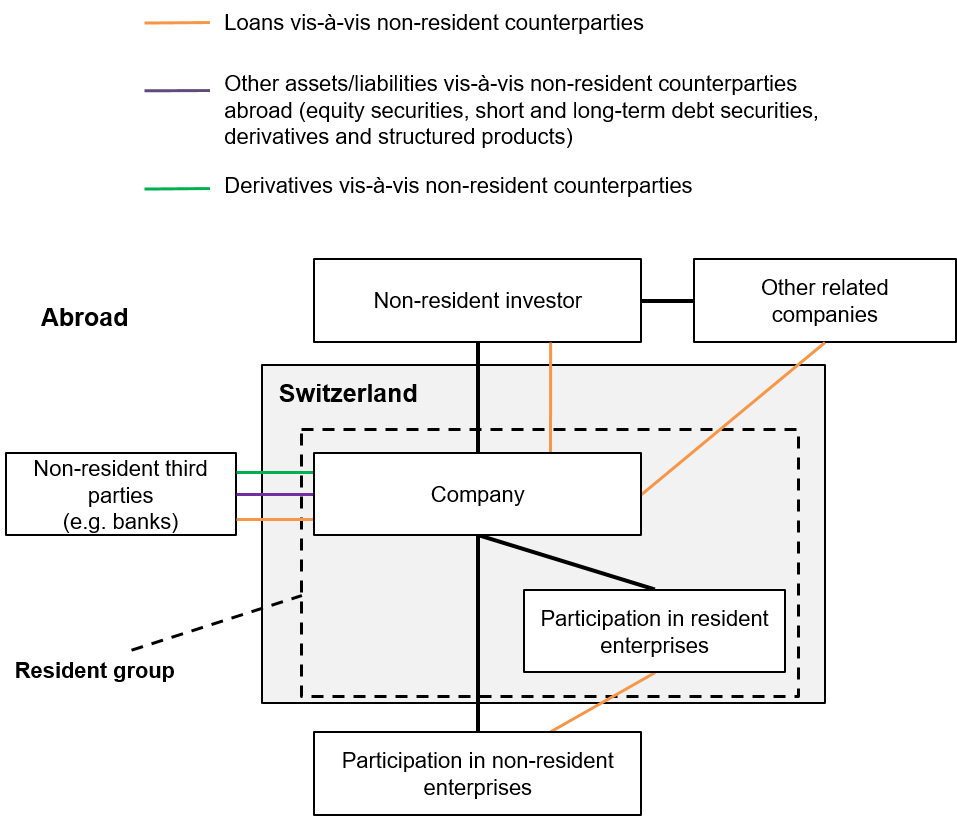 Loans vis-à-vis non-resident counterparties
Other assets/liabilities vis-à-vis non-resident counterparties
abroad (equity securities, short and long-term debt securities,
derivatives and structured products)
Derivatives vis-à-vis non-resident counterparties
Abroad
Non-resident investor
Other related
companies
Switzerland
Non-resident third
parties
(e.g. banks)
Company
Participation in resident
enterprises
Resident group
Participation in non-resident
enterprises